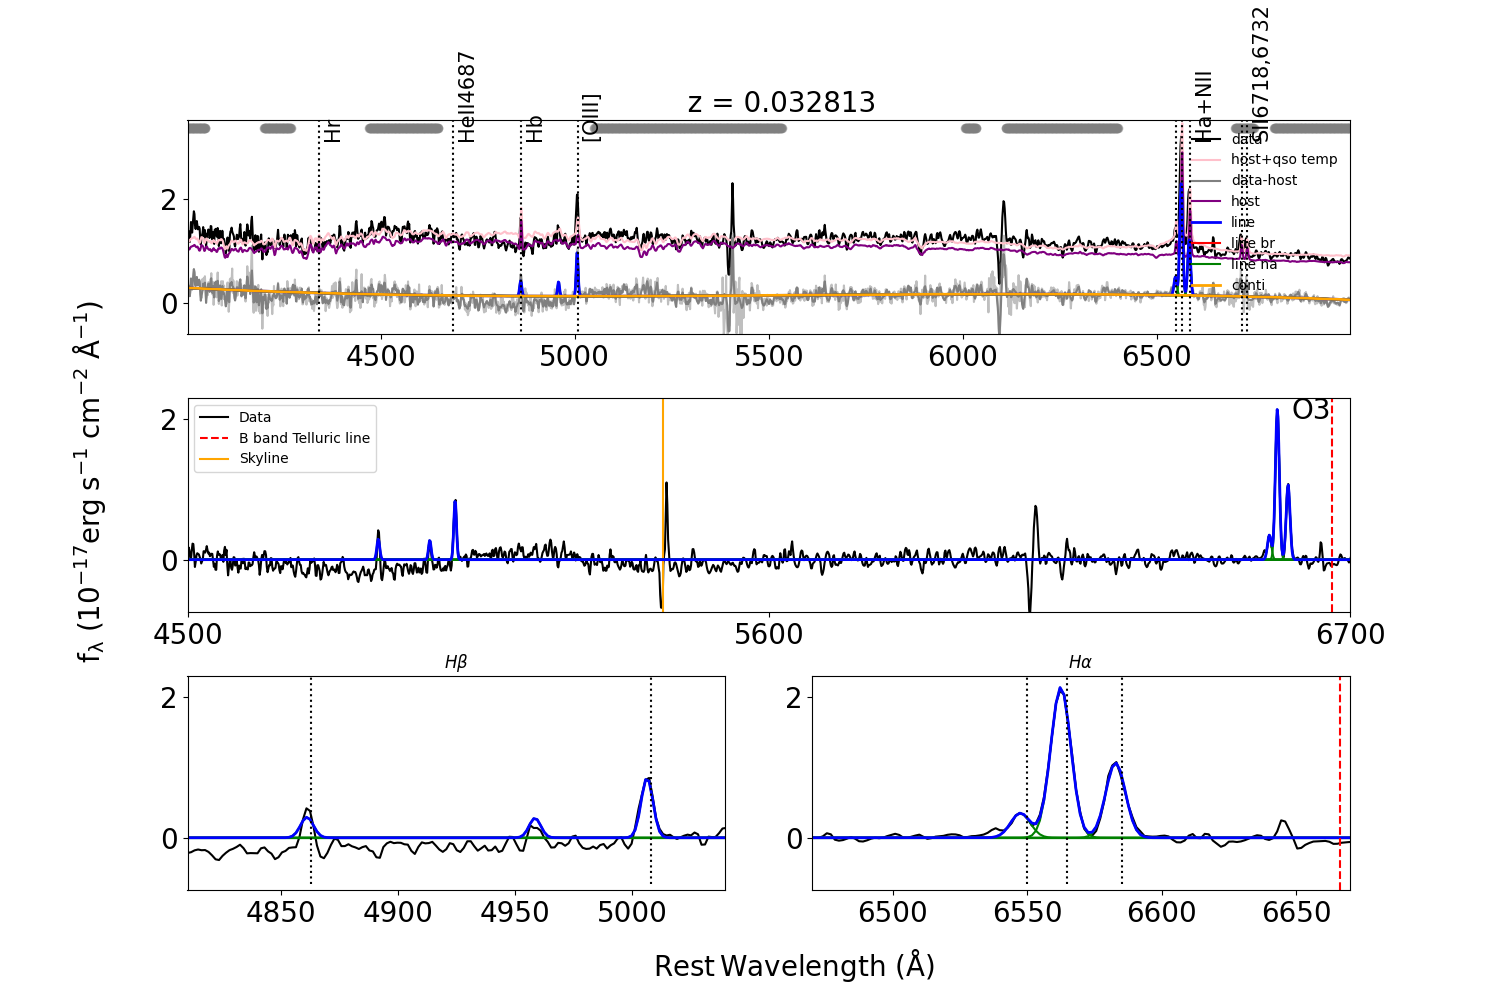 z = 0.032813
Hr
HeII4687
Hb
[OIII]
Ha+NII
SII6718,6732
data
host+qso temp
data-host
host
line
line br
line na
conti
2
0
4500
5000
5500
6000
6500
fλ (10−17erg s−1 cm−2 Å−1)
Data
B band Telluric line
Skyline
O3
2
0
4500
5600
6700
Hβ
2
0
4850
4900
4950
5000
Hα
2
0
6500
6550
6600
6650
Rest Wavelength (Å)